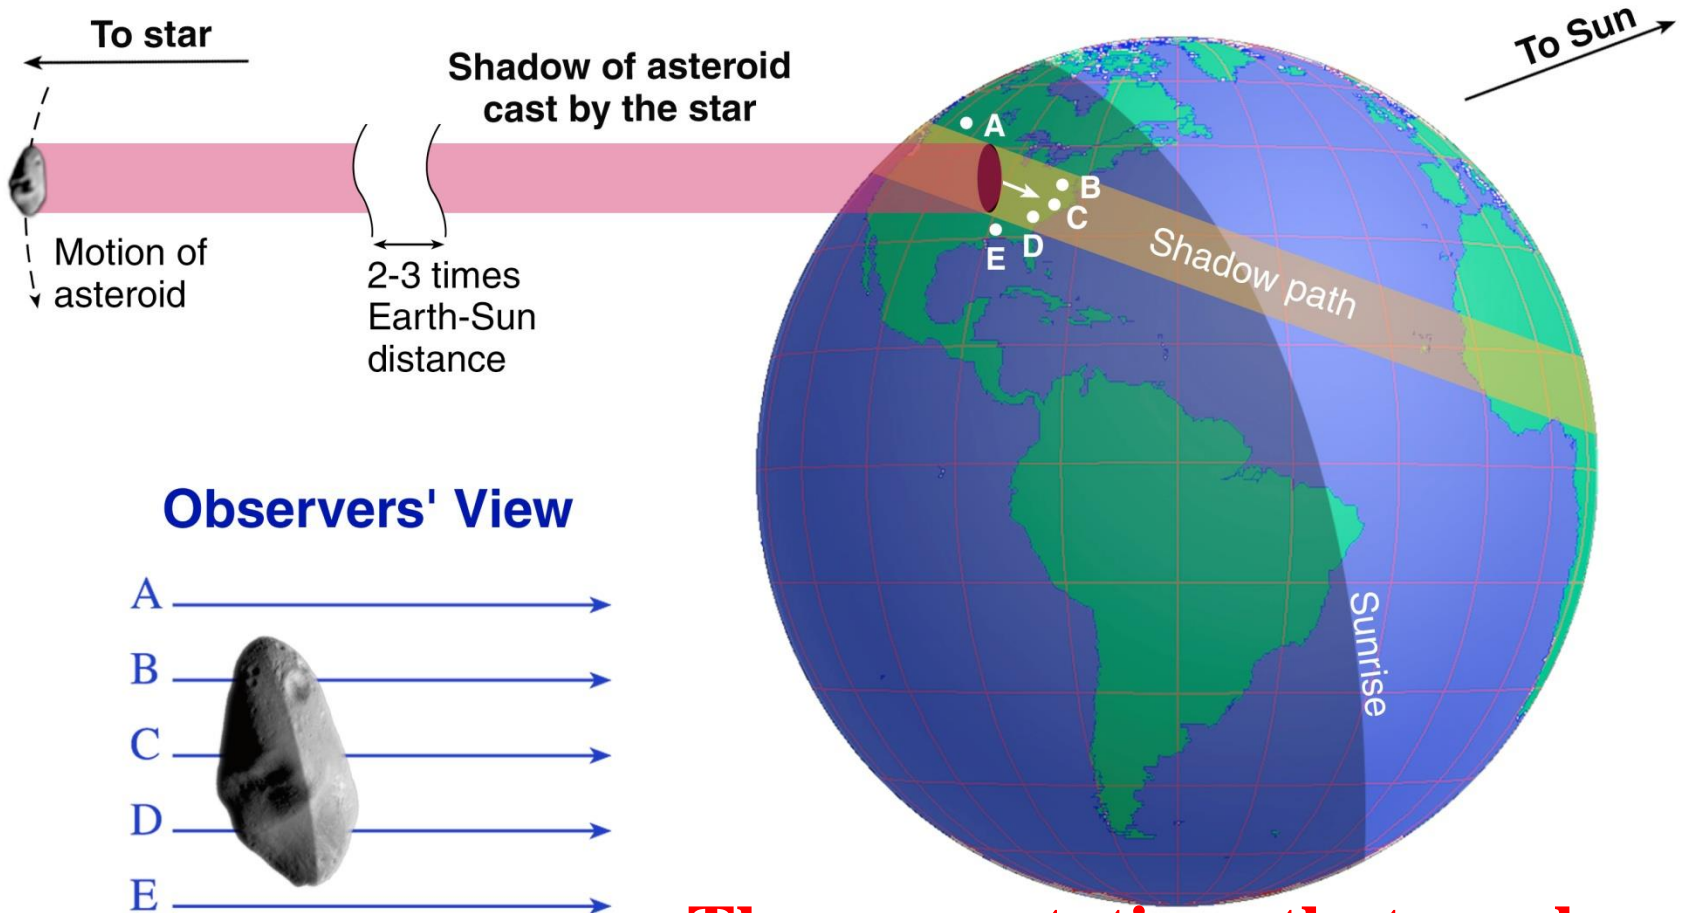 To star
Shadow of asteroid
cast by the star
To Sun
Motion of
asteroid
2-3 times
Earth-Sun
distance
A
B
C
D
E
Shadow path
Sunrise
Observers' View
A
B
C
D
E